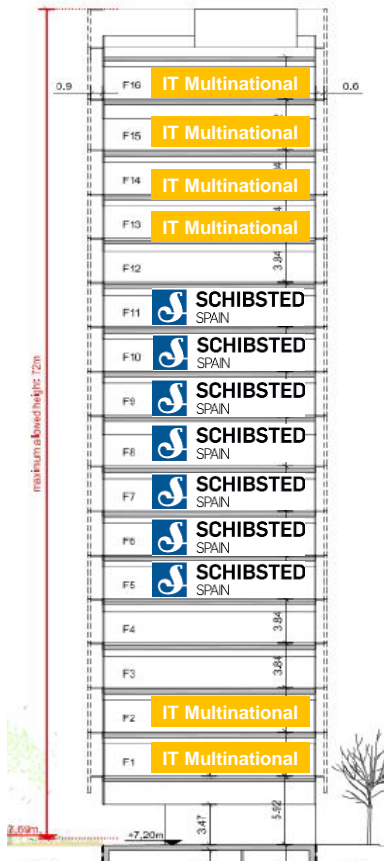 0.9
F16 IT Multinational
0.6
F15 IT Multinational
F14 IT Multinational
F13 IT Multinational
F12
3.84
F11 SCHIBSTED
SPAIN
F10 SCHIBSTED
SPAIN
F9 SCHIBSTED
SPAIN
F8 SCHIBSTED
SPAIN
F7 SCHIBSTED
SPAIN
F6 SCHIBSTED
SPAIN
F5 SCHIBSTED
SPAIN
F4
3.84
F3
3.84
F2 IT Multinational
F1 IT Multinational
maximum allowed height: 72m
5.92
3.47
+7,20m